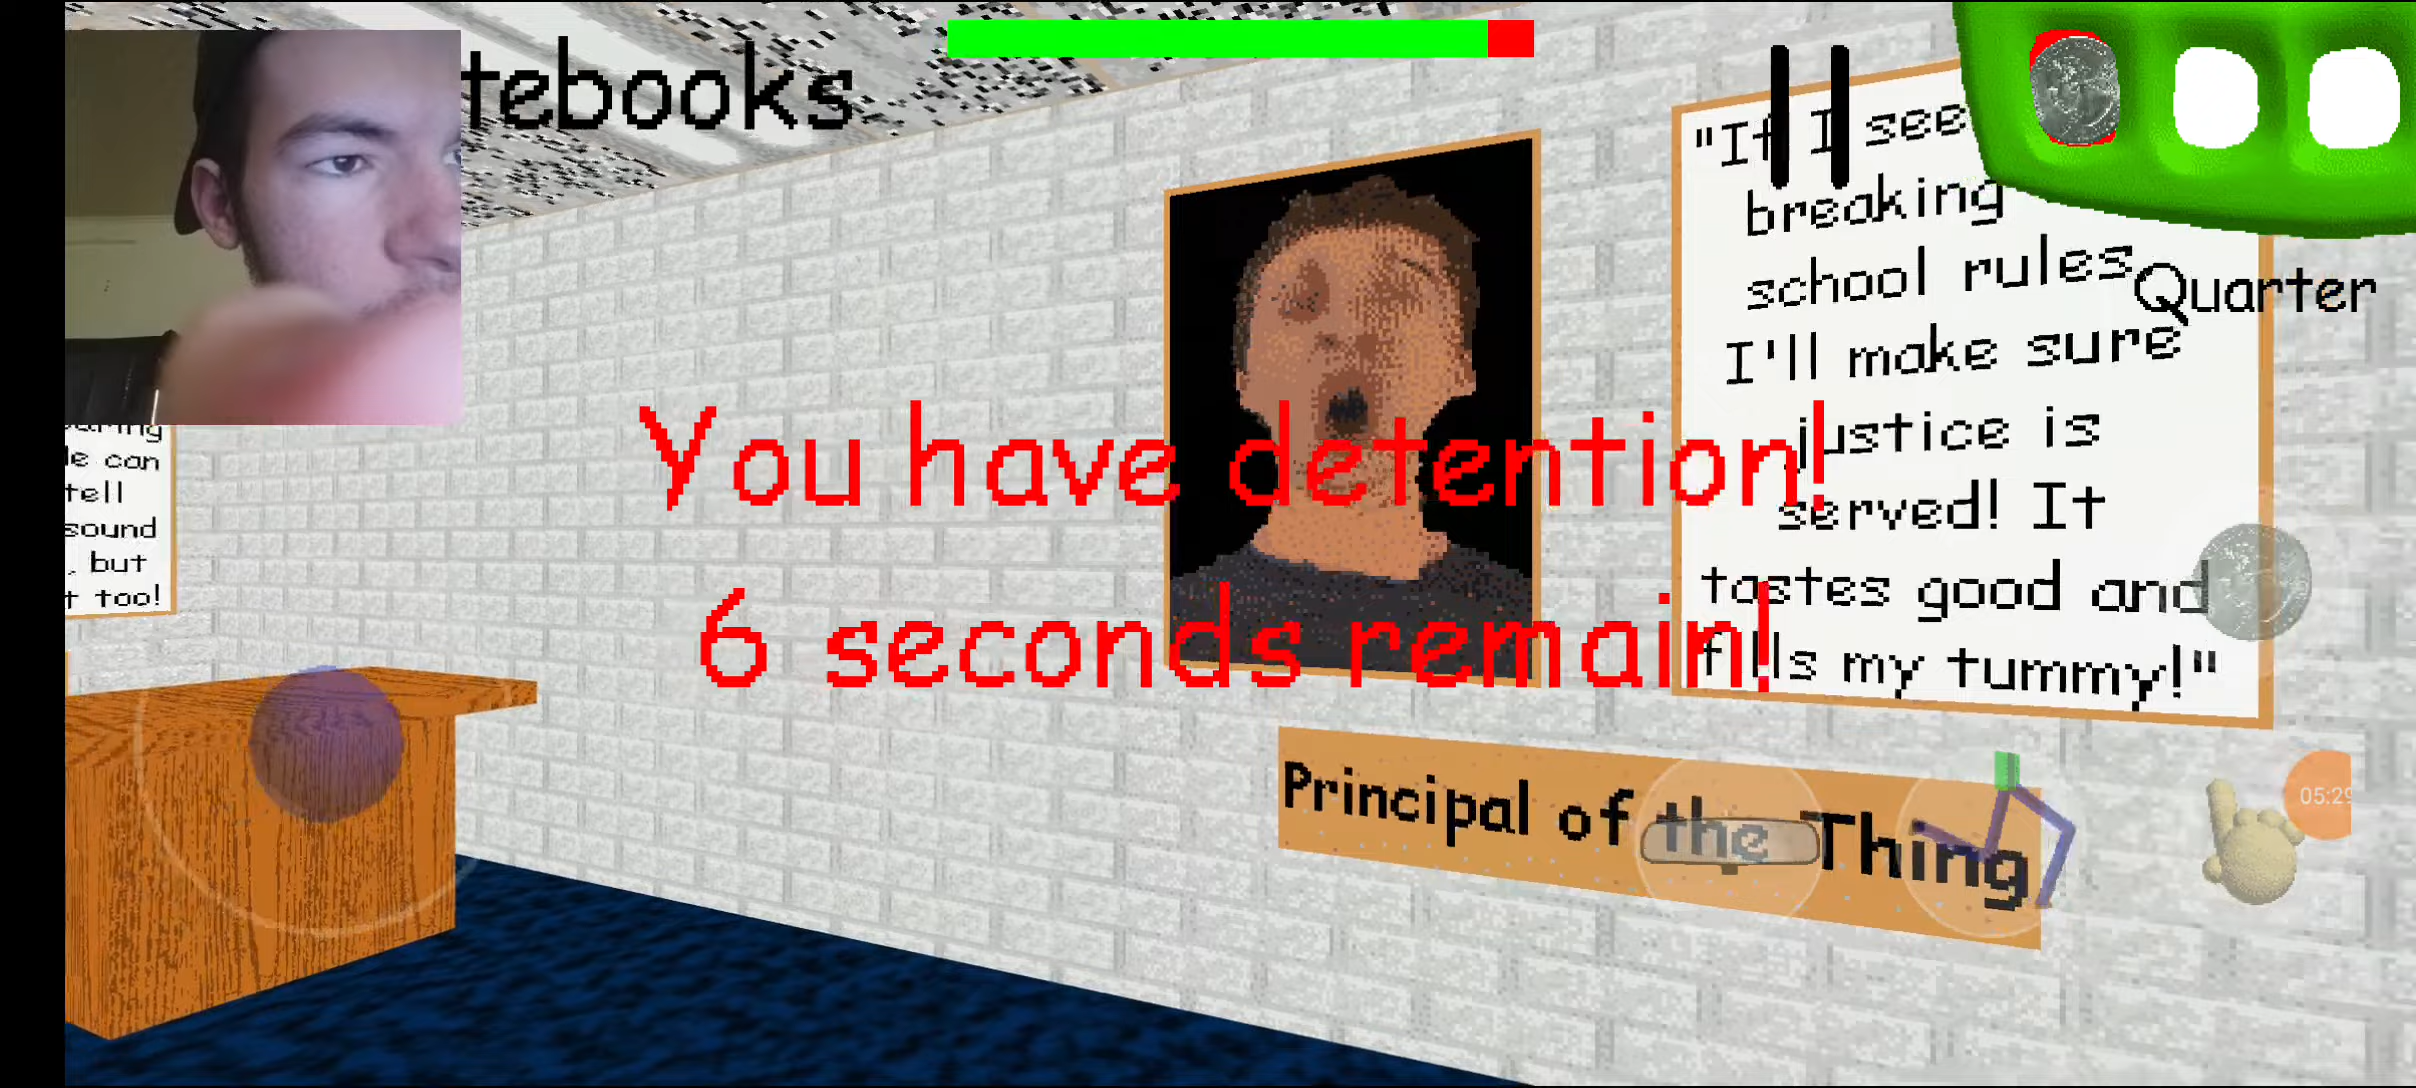 tebooks
"If I see
breaking
school rules
I'll make sure
justice is
served! It
tastes good and
fills my tummy!"
Quarter
You have detention!
6 seconds remain!
le can
tell
sound
, but
t too!
Principal of the Thing
05:29